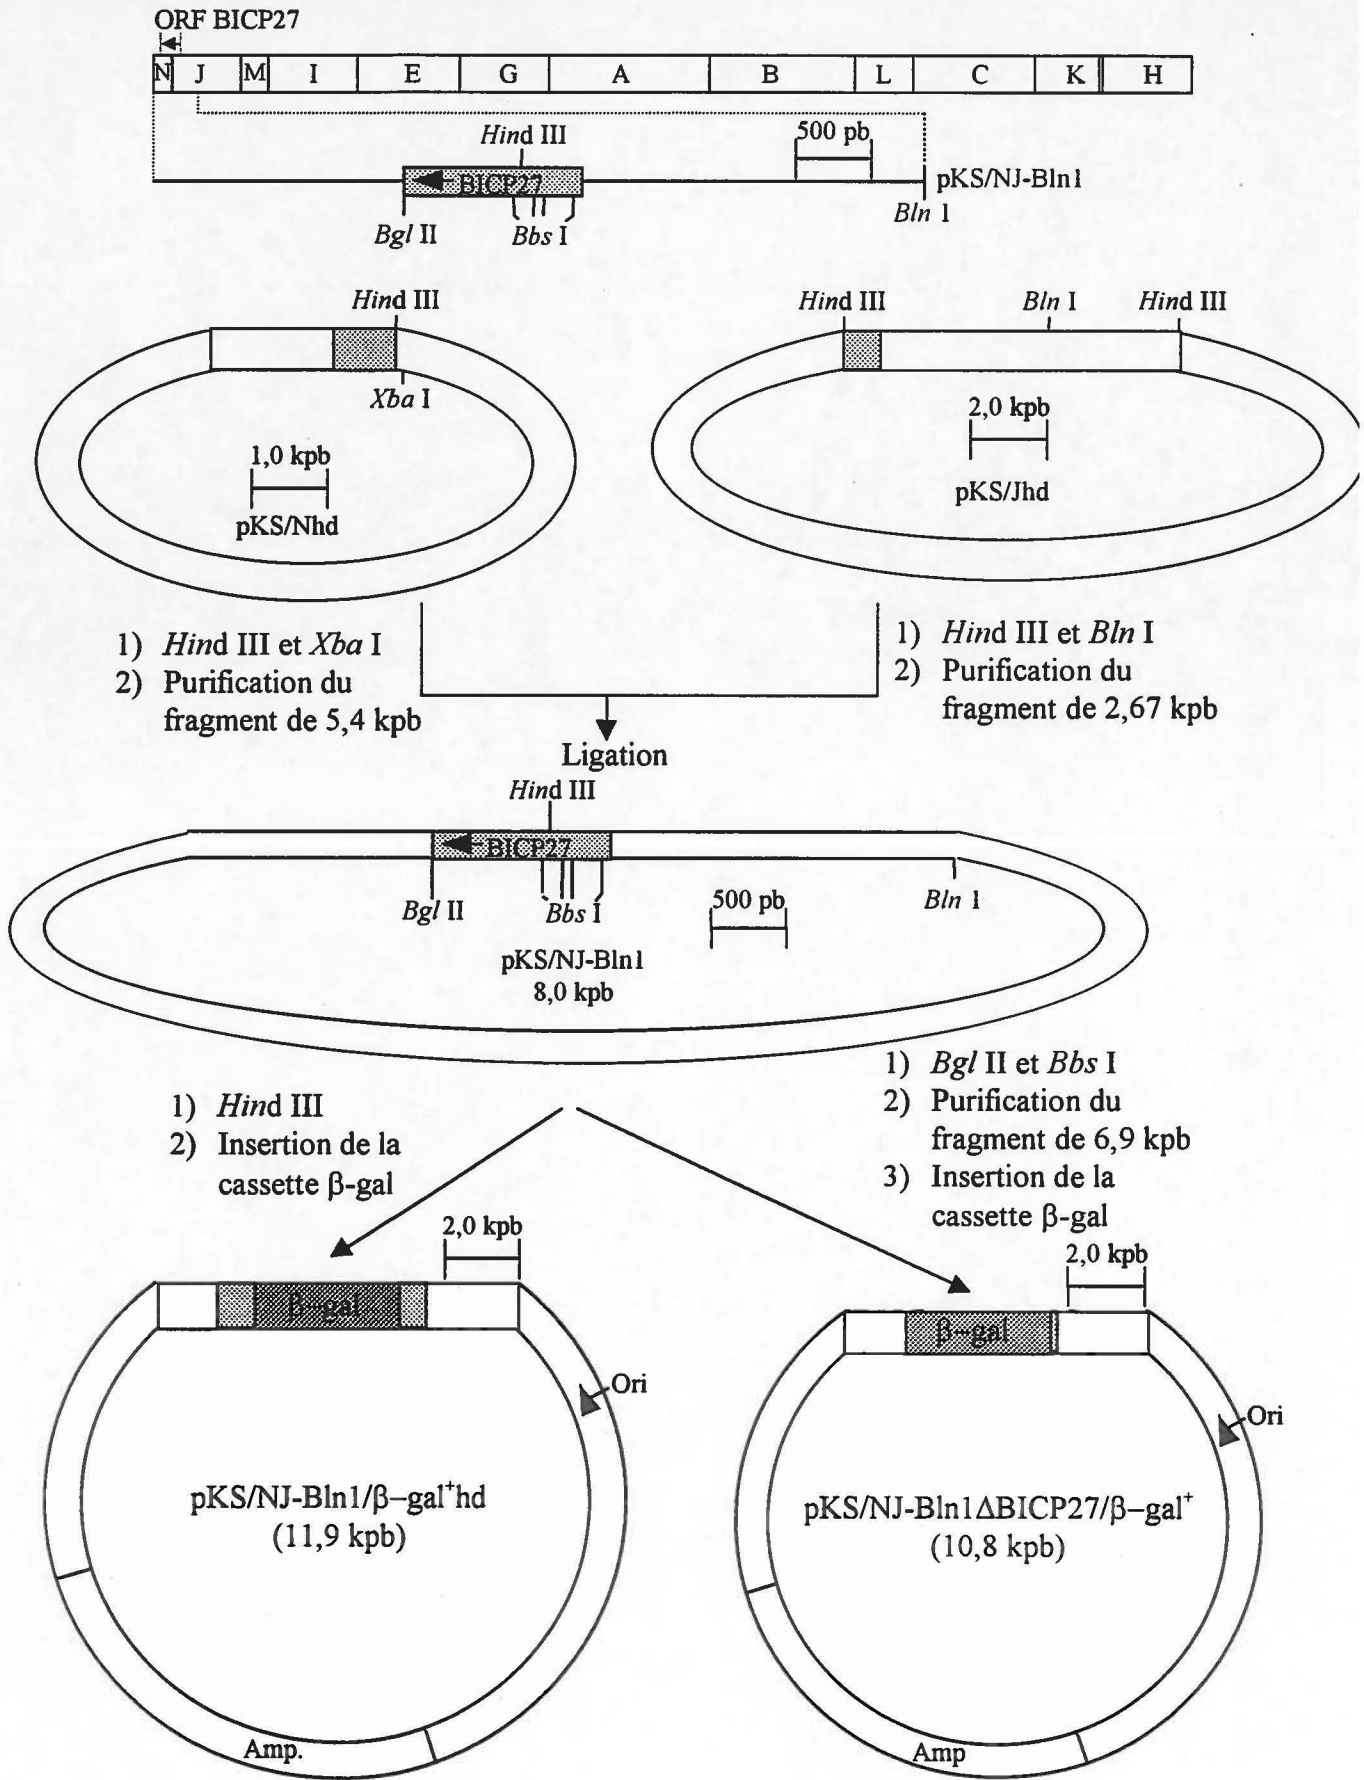 ORF BICP27
N J M I E G A B L C K H
Hind III
500 pb
BICP27
pKS/NJ-Bln1
Bgl II
Bbs I
Bln 1
Hind III
Xba I
1,0 kpb
pKS/Nhd
Hind III
Bln I
Hind III
2,0 kpb
pKS/Jhd
1) Hind III et Xba I
2) Purification du
fragment de 5,4 kpb
1) Hind III et Bln I
2) Purification du
fragment de 2,67 kpb
Ligation
Hind III
BICP27
Bgl II
Bbs I
500 pb
Bln 1
pKS/NJ-Bln1
8,0 kpb
1) Hind III
2) Insertion de la
cassette β-gal
1) Bgl II et Bbs I
2) Purification du
fragment de 6,9 kpb
3) Insertion de la
cassette β-gal
2,0 kpb
β–gal
Ori
pKS/NJ-Bln1/β–gal⁺hd
(11,9 kpb)
Amp.
2,0 kpb
β–gal
Ori
pKS/NJ-Bln1ΔBICP27/β–gal⁺
(10,8 kpb)
Amp